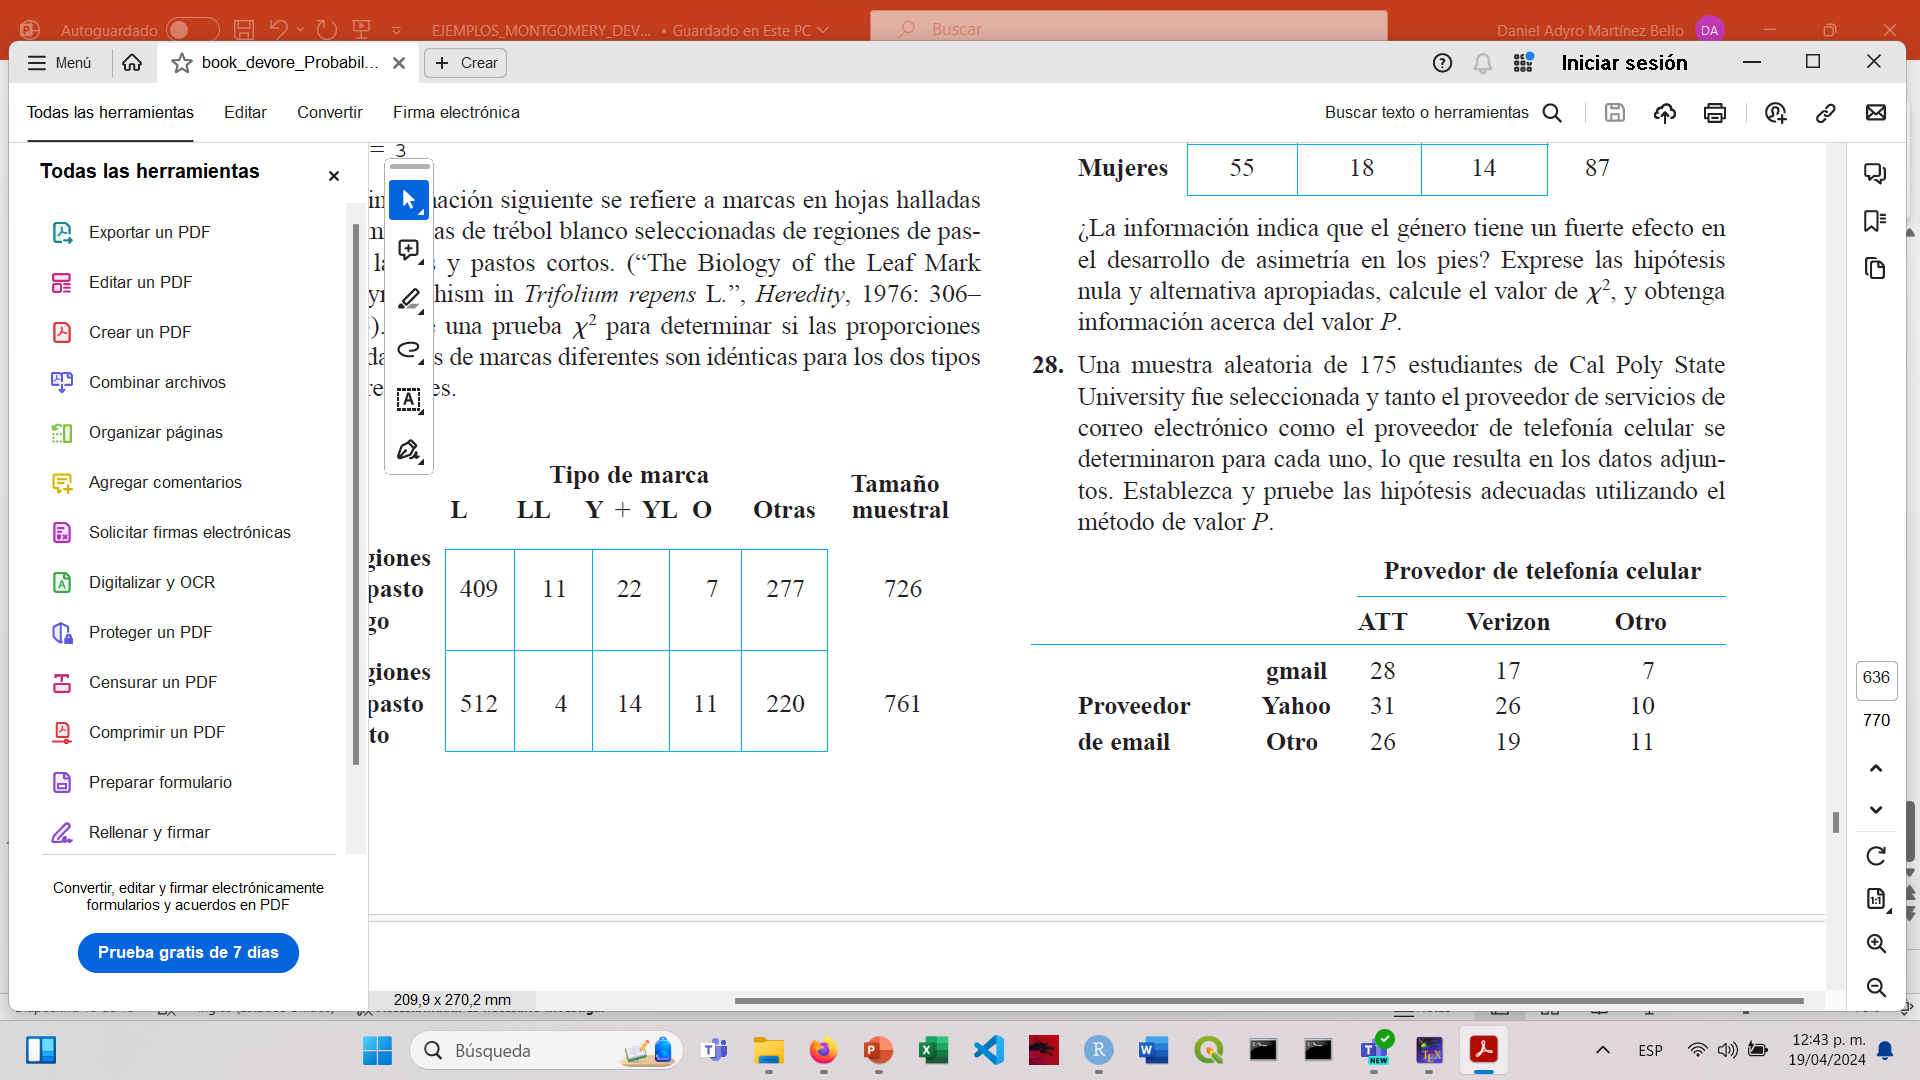 Autoguardado
EJEMPLOS_MONTGOMERY_DEV... • Guardado en Este PC
Buscar
Daniel Adyro Martínez Bello
DA
Menú
book_devore_Probabil...
Crear
Iniciar sesión
Todas las herramientas
Editar
Convertir
Firma electrónica
Buscar texto o herramientas
Todas las herramientas
Exportar un PDF
Editar un PDF
Crear un PDF
Combinar archivos
Organizar páginas
Agregar comentarios
Solicitar firmas electrónicas
Digitalizar y OCR
Proteger un PDF
Censurar un PDF
Comprimir un PDF
Preparar formulario
Rellenar y firmar
Convertir, editar y firmar electrónicamente
formularios y acuerdos en PDF
Prueba gratis de 7 días
= 3
mación siguiente se refiere a marcas en hojas halladas
as de trébol blanco seleccionadas de regiones de pas-
y pastos cortos. (“The Biology of the Leaf Mark
hism in Trifolium repens L.”, Heredity, 1976: 306–
una prueba χ² para determinar si las proporciones
s de marcas diferentes son idénticas para los dos tipos
es.
Tipo de marca
Tamaño
L LL Y + YL O Otras muestral
giones
pasto 409 11 22 7 277 726
go
giones
pasto 512 4 14 11 220 761
to
Mujeres 55 18 14 87
¿La información indica que el género tiene un fuerte efecto en
el desarrollo de asimetría en los pies? Exprese las hipótesis
nula y alternativa apropiadas, calcule el valor de χ², y obtenga
información acerca del valor P.
28. Una muestra aleatoria de 175 estudiantes de Cal Poly State
University fue seleccionada y tanto el proveedor de servicios de
correo electrónico como el proveedor de telefonía celular se
determinaron para cada uno, lo que resulta en los datos adjun-
tos. Establezca y pruebe las hipótesis adecuadas utilizando el
método de valor P.
Provedor de telefonía celular
ATT Verizon Otro
gmail 28 17 7
Proveedor Yahoo 31 26 10
de email Otro 26 19 11
636
770
1:1
209,9 x 270,2 mm
Búsqueda
NEW
ESP
12:43 p. m.
19/04/2024